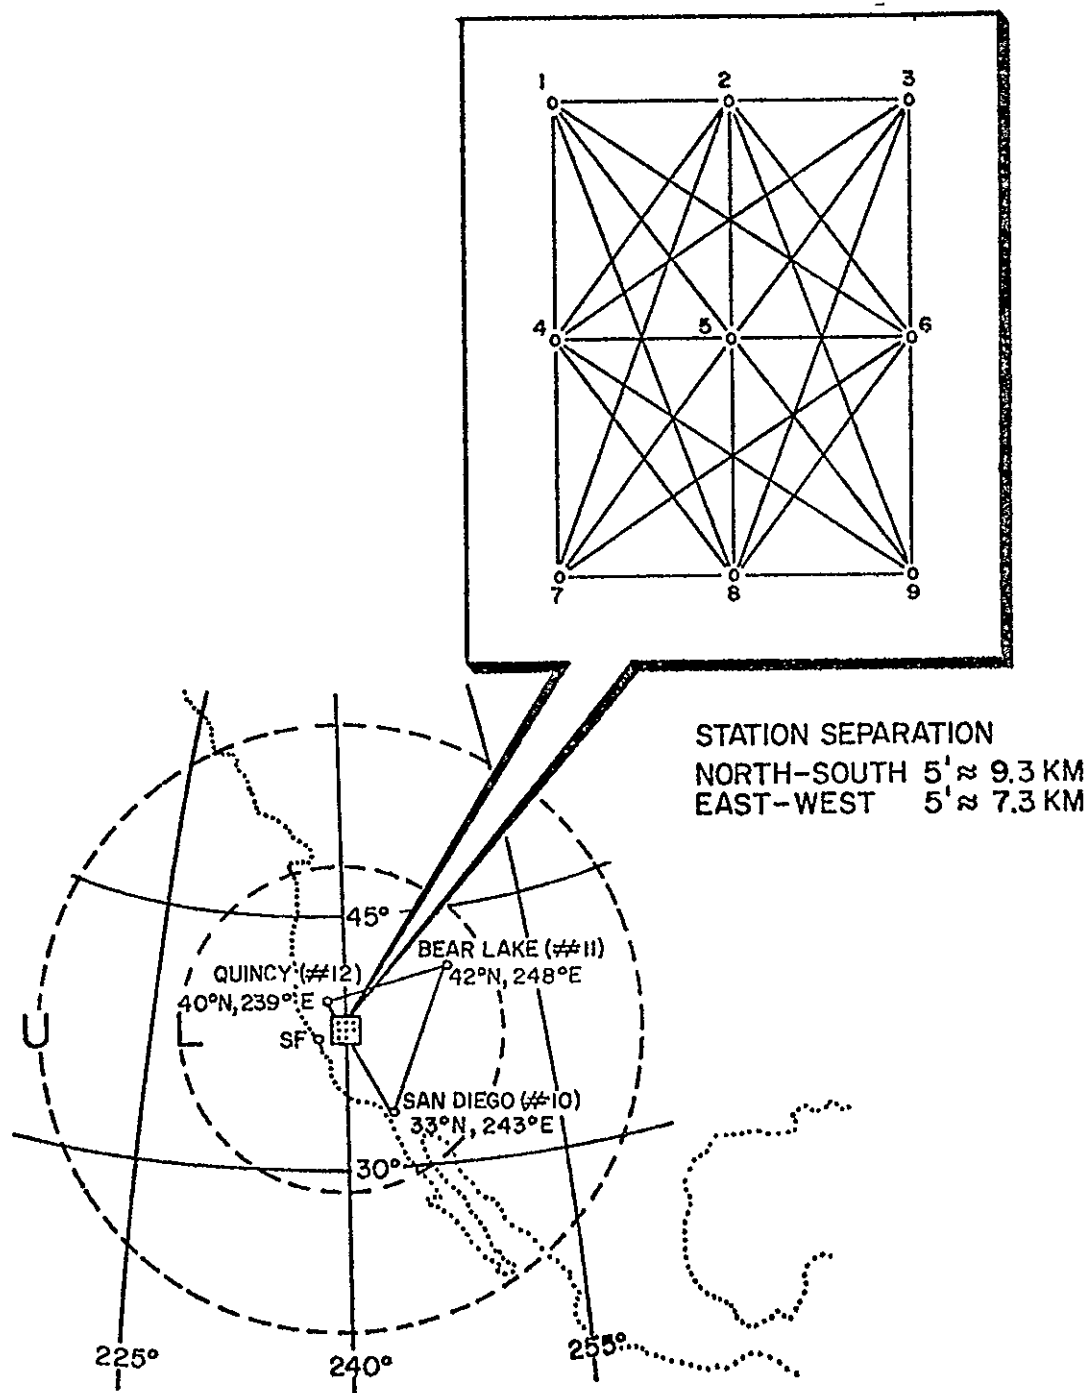 1 2 3
4 5 6
7 8 9
STATION SEPARATION
NORTH-SOUTH 5' ≈ 9.3 KM
EAST-WEST 5' ≈ 7.3 KM
45°
BEAR LAKE (#11)
42°N, 248°E
QUINCY (#12)
40°N, 239°E
U L SF
SAN DIEGO (#10)
33°N, 243°E
30°
225° 240° 255°